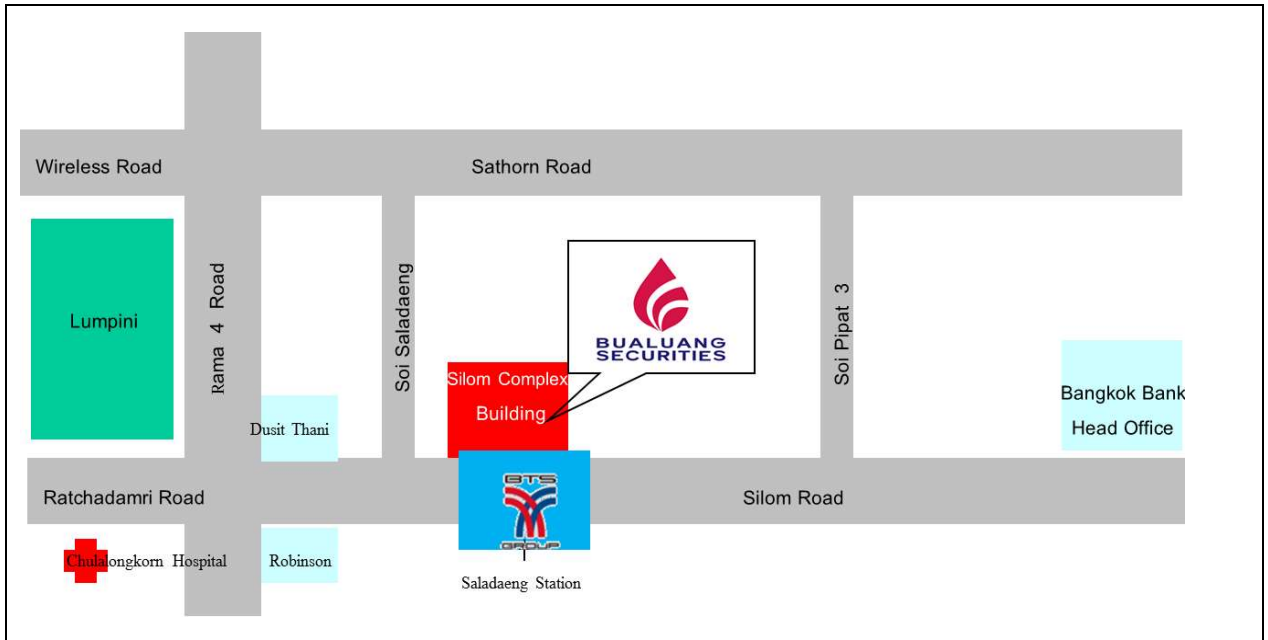 Wireless Road
Sathorn Road
Lumpini
Rama 4 Road
Soi Saladaeng
BUALUANG
SECURITIES
Soi Pipat 3
Silom Complex
Building
Dusit Thani
Bangkok Bank
Head Office
Ratchadamri Road
BTS
GROUP
Silom Road
Chulalongkorn Hospital
Robinson
Saladaeng Station